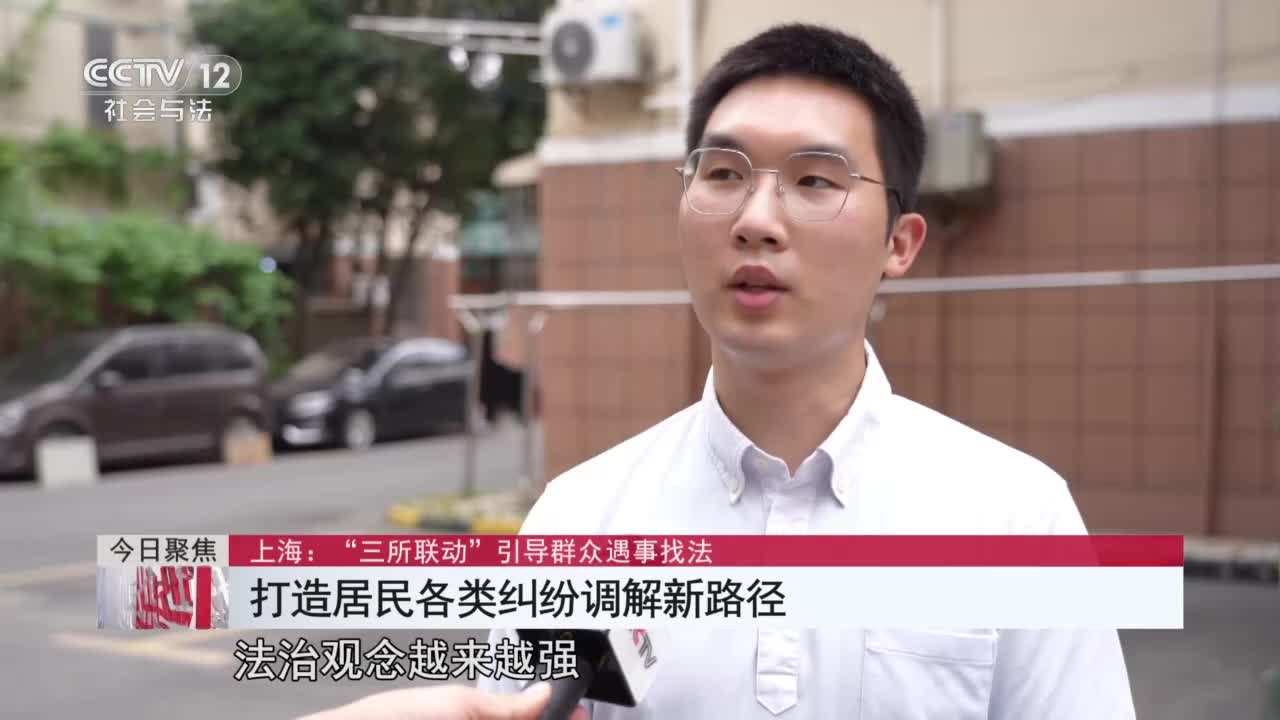 CCTV 12
社会与法
今日聚焦
上海：“三所联动”引导群众遇事找法
打造居民各类纠纷调解新路径
法治观念越来越强
CCTV